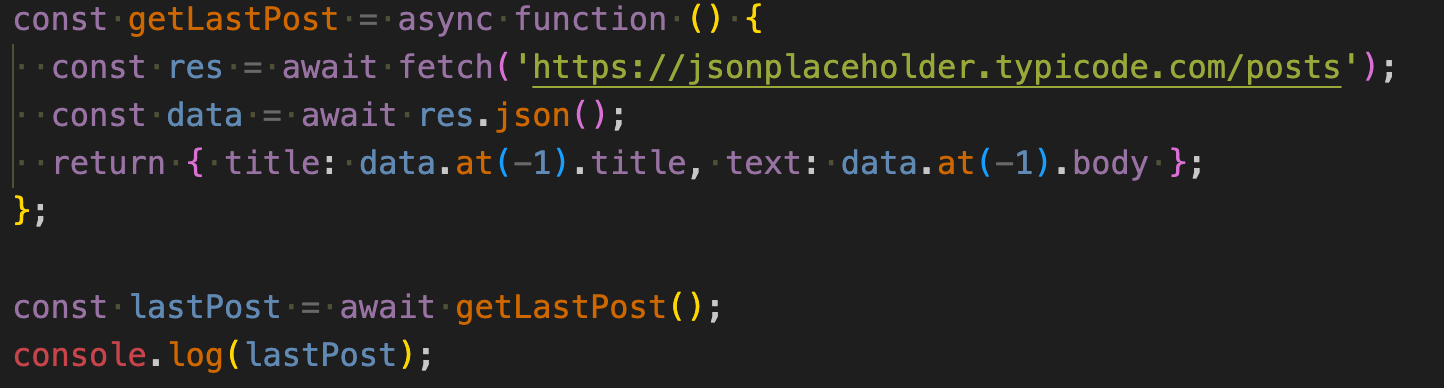 const getLastPost = async function () {
  const res = await fetch('https://jsonplaceholder.typicode.com/posts');
  const data = await res.json();
  return { title: data.at(-1).title, text: data.at(-1).body };
};

const lastPost = await getLastPost();
console.log(lastPost);